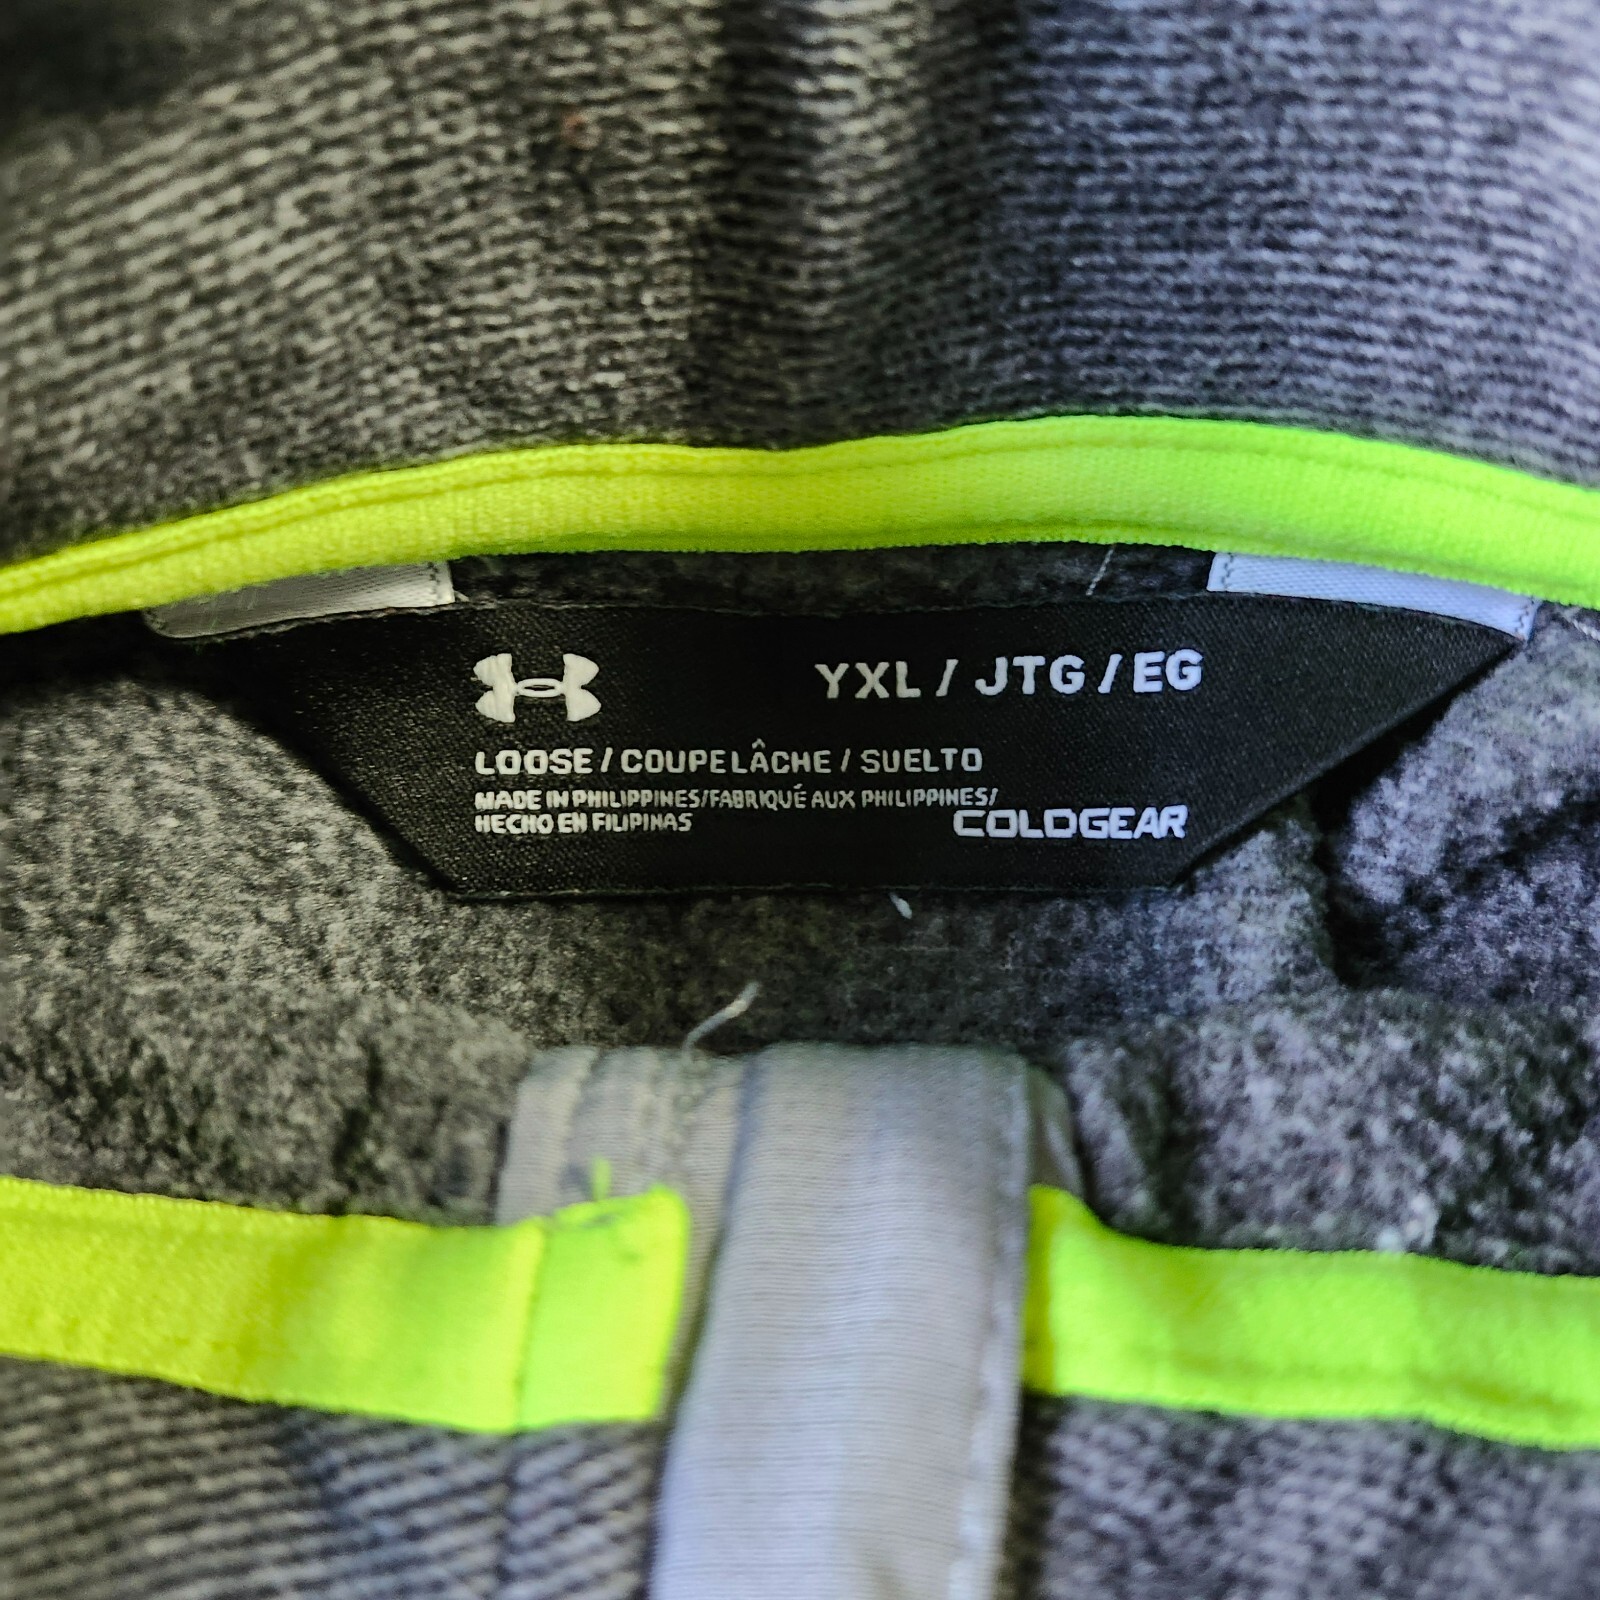 YXL / JTG / EG
LOOSE / COUPE LÂCHE / SUELTO
MADE IN PHILIPPINES/FABRIQUÉ AUX PHILIPPINES/
HECHO EN FILIPINAS
COLDGEAR